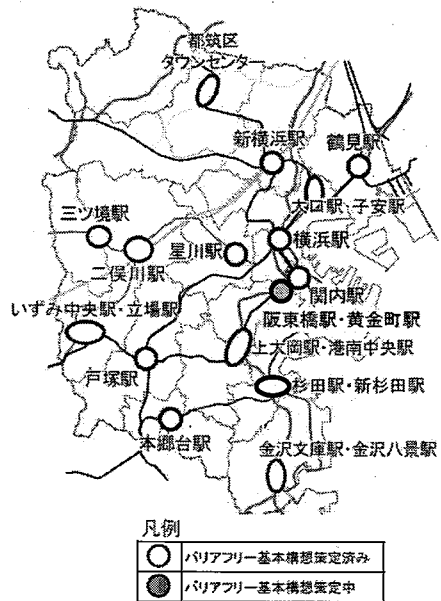 都筑区
タウンセンター
新横浜駅
鶴見駅
大口駅・子安駅
三ツ境駅
横浜駅
星川駅
二俣川駅
関内駅
いずみ中央駅・立場駅
阪東橋駅・黄金町駅
上大岡駅・港南中央駅
戸塚駅
杉田駅・新杉田駅
本郷台駅
金沢文庫駅・金沢八景駅
凡例
バリアフリー基本構想策定済み
バリアフリー基本構想策定中